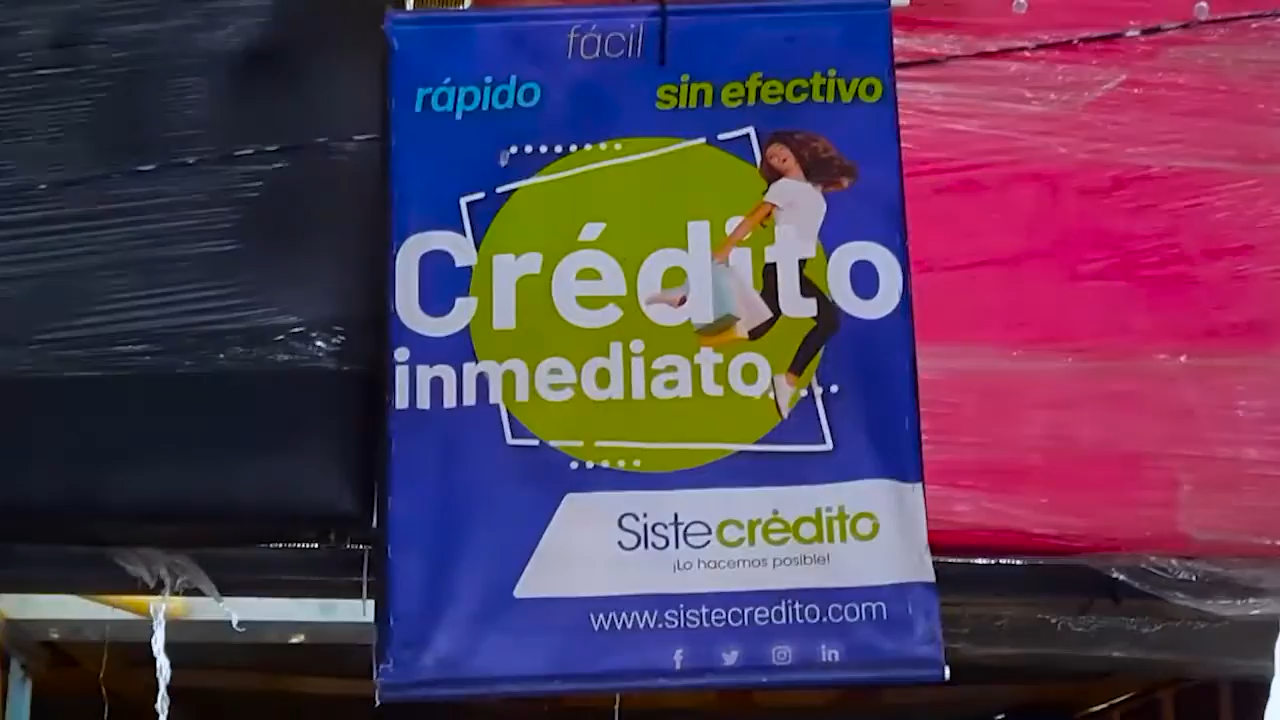 fácil
rápido
sin efectivo
Crédito
inmediato
Sistecrédito
¡Lo hacemos posible!
www.sistecredito.com